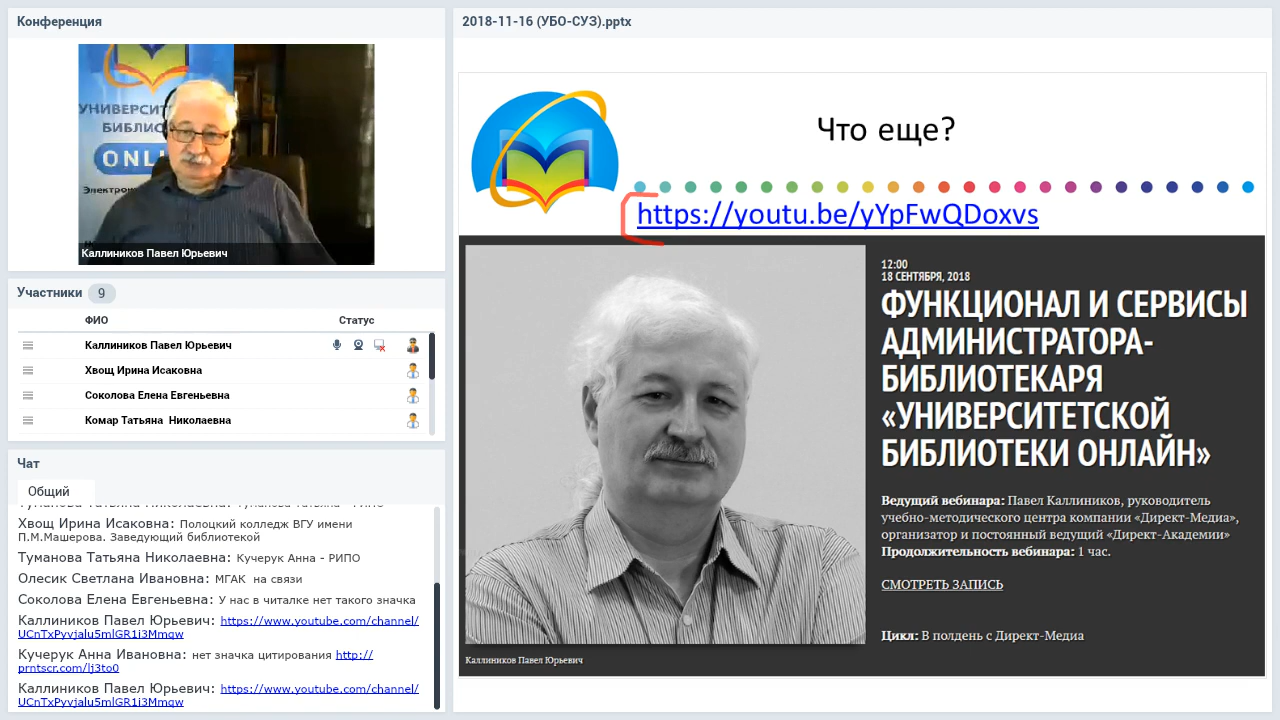 Конференция
УНИВЕРСИТ
БИБЛИО
ONLI
Электрон
Каллиников Павел Юрьевич
Участники 9
ФИО Статус
Каллиников Павел Юрьевич
Хвощ Ирина Исаковна
Соколова Елена Евгеньевна
Комар Татьяна Николаевна
Чат
Общий
Хвощ Ирина Исаковна: Полоцкий колледж ВГУ имени
П.М.Машерова. Заведующий библиотекой
Туманова Татьяна Николаевна: Кучерук Анна - РИПО
Олесик Светлана Ивановна: МГАК на связи
Соколова Елена Евгеньевна: У нас в читалке нет такого значка
Каллиников Павел Юрьевич: https://www.youtube.com/channel/
UCnTxPyvjalu5mlGR1i3Mmqw
Кучерук Анна Ивановна: нет значка цитирования http://
prntscr.com/lj3to0
Каллиников Павел Юрьевич: https://www.youtube.com/channel/
UCnTxPyvjalu5mlGR1i3Mmqw
2018-11-16 (УБО-СУЗ).pptx
Что еще?
https://youtu.be/yYpFwQDoxvs
12:00
18 СЕНТЯБРЯ, 2018
ФУНКЦИОНАЛ И СЕРВИСЫ
АДМИНИСТРАТОРА-
БИБЛИОТЕКАРЯ
«УНИВЕРСИТЕТСКОЙ
БИБЛИОТЕКИ ОНЛАЙН»
Ведущий вебинара: Павел Каллиников, руководитель
учебно-методического центра компании «Директ-Медиа»,
организатор и постоянный ведущий «Директ-Академии»
Продолжительность вебинара: 1 час.
СМОТРЕТЬ ЗАПИСЬ
Цикл: В полдень с Директ-Медиа
Каллиников Павел Юрьевич